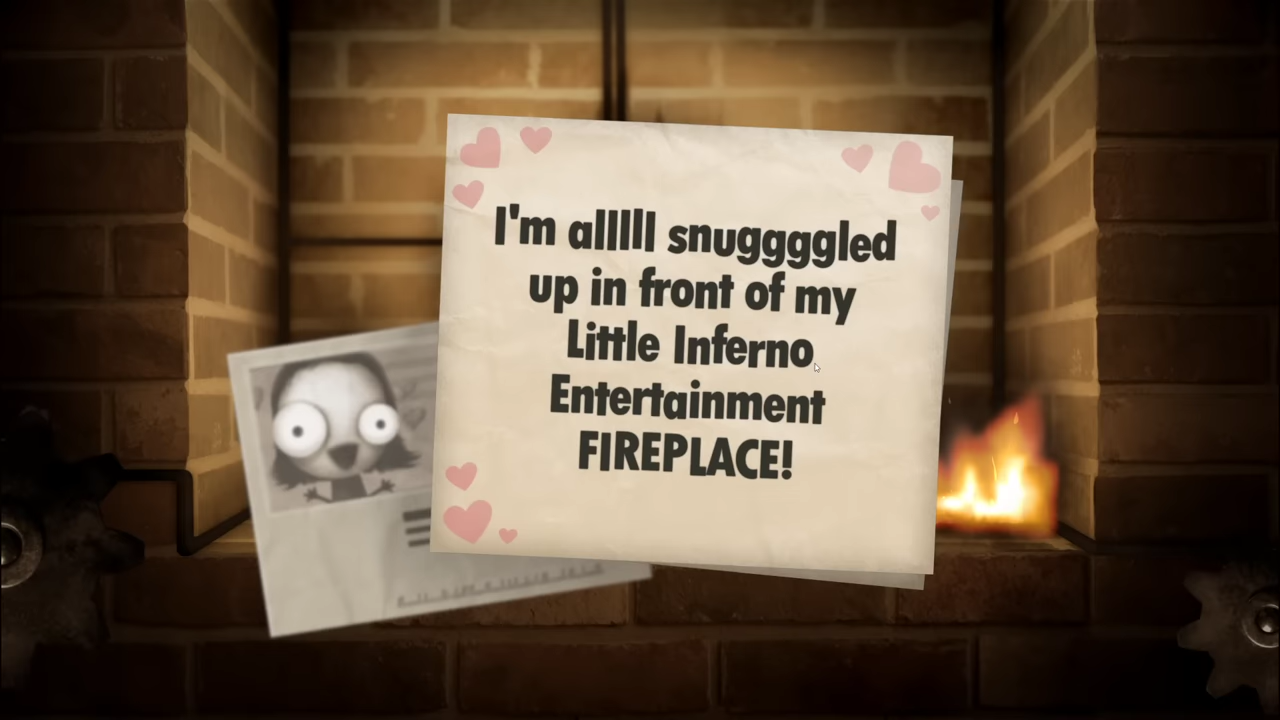 I'm alllll snuggggled
up in front of my
Little Inferno
Entertainment
FIREPLACE!